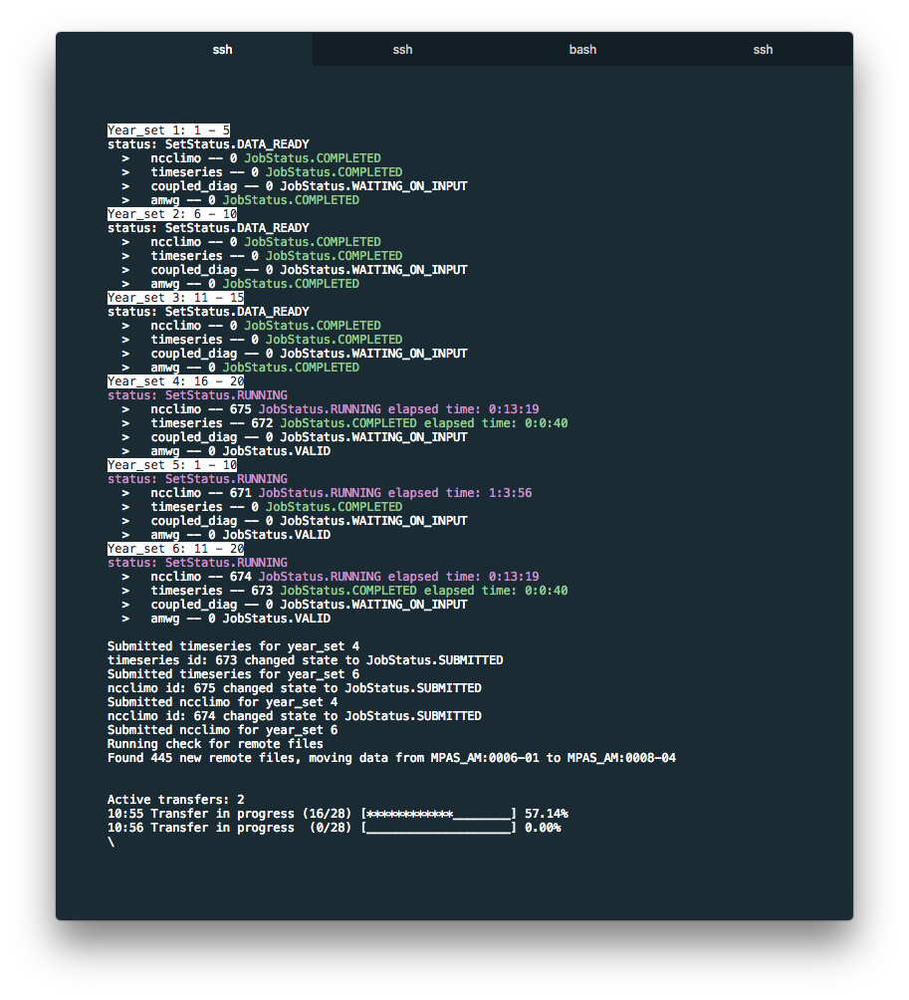 ssh ssh bash ssh
Year_set 1: 1 - 5
status: SetStatus.DATA_READY
> ncclimo -- 0 JobStatus.COMPLETED
> timeseries -- 0 JobStatus.COMPLETED
> coupled_diag -- 0 JobStatus.WAITING_ON_INPUT
> amwg -- 0 JobStatus.COMPLETED
Year_set 2: 6 - 10
status: SetStatus.DATA_READY
> ncclimo -- 0 JobStatus.COMPLETED
> timeseries -- 0 JobStatus.COMPLETED
> coupled_diag -- 0 JobStatus.WAITING_ON_INPUT
> amwg -- 0 JobStatus.COMPLETED
Year_set 3: 11 - 15
status: SetStatus.DATA_READY
> ncclimo -- 0 JobStatus.COMPLETED
> timeseries -- 0 JobStatus.COMPLETED
> coupled_diag -- 0 JobStatus.WAITING_ON_INPUT
> amwg -- 0 JobStatus.COMPLETED
Year_set 4: 16 - 20
status: SetStatus.RUNNING
> ncclimo -- 675 JobStatus.RUNNING elapsed time: 0:13:19
> timeseries -- 672 JobStatus.COMPLETED elapsed time: 0:0:40
> coupled_diag -- 0 JobStatus.WAITING_ON_INPUT
> amwg -- 0 JobStatus.VALID
Year_set 5: 1 - 10
status: SetStatus.RUNNING
> ncclimo -- 671 JobStatus.RUNNING elapsed time: 1:3:56
> timeseries -- 0 JobStatus.COMPLETED
> coupled_diag -- 0 JobStatus.WAITING_ON_INPUT
> amwg -- 0 JobStatus.VALID
Year_set 6: 11 - 20
status: SetStatus.RUNNING
> ncclimo -- 674 JobStatus.RUNNING elapsed time: 0:13:19
> timeseries -- 673 JobStatus.COMPLETED elapsed time: 0:0:40
> coupled_diag -- 0 JobStatus.WAITING_ON_INPUT
> amwg -- 0 JobStatus.VALID
Submitted timeseries for year_set 4
timeseries id: 673 changed state to JobStatus.SUBMITTED
Submitted timeseries for year_set 6
ncclimo id: 675 changed state to JobStatus.SUBMITTED
Submitted ncclimo for year_set 4
ncclimo id: 674 changed state to JobStatus.SUBMITTED
Submitted ncclimo for year_set 6
Running check for remote files
Found 445 new remote files, moving data from MPAS_AM:0006-01 to MPAS_AM:0008-04
Active transfers: 2
10:55 Transfer in progress (16/28) [************________] 57.14%
10:56 Transfer in progress (0/28) [____________________] 0.00%
\